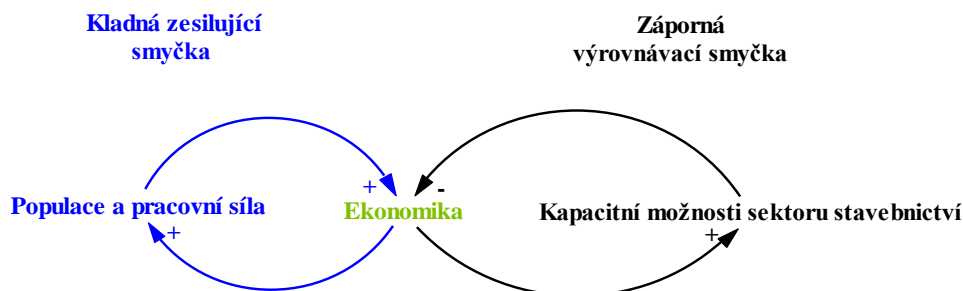 Kladná zesilující
smyčka
Záporná
výrovnávací smyčka
+
-
Populace a pracovní síla
Ekonomika
Kapacitní možnosti sektoru stavebnictví
+
+